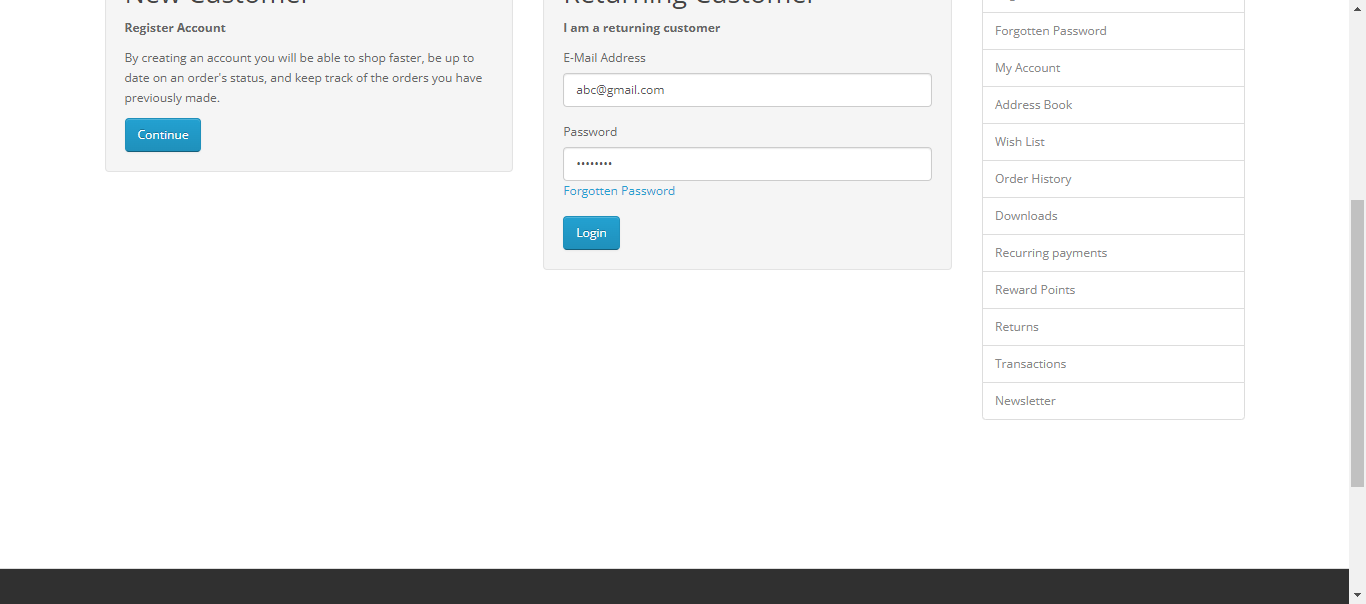 New Customer
Register Account
By creating an account you will be able to shop faster, be up to
date on an order's status, and keep track of the orders you have
previously made.
Continue
Returning Customer
I am a returning customer
E-Mail Address
abc@gmail.com
Password
••••••••
Forgotten Password
Login
Forgotten Password
My Account
Address Book
Wish List
Order History
Downloads
Recurring payments
Reward Points
Returns
Transactions
Newsletter